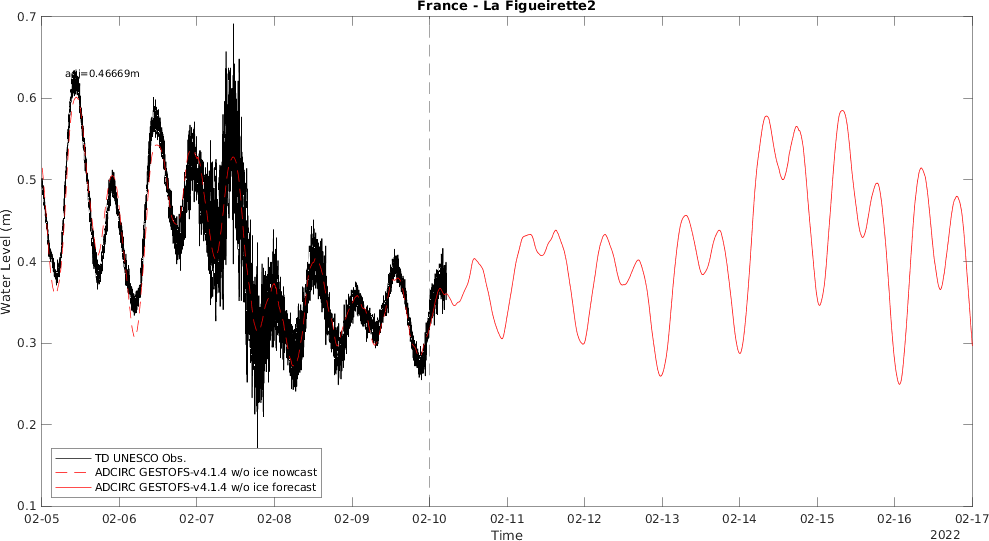 France - La Figueirette2
0.7
0.6
0.5
0.4
0.3
0.2
0.1
Water Level (m)
adj=0.46669m
TD UNESCO Obs.
ADCIRC GESTOFS-v4.1.4 w/o ice nowcast
ADCIRC GESTOFS-v4.1.4 w/o ice forecast
02-05 02-06 02-07 02-08 02-09 02-10 02-11 02-12 02-13 02-14 02-15 02-16 02-17
Time
2022